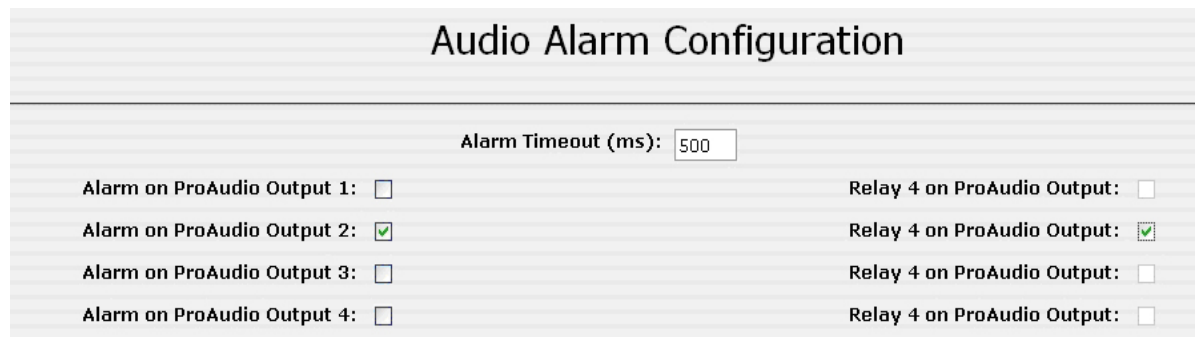 Audio Alarm Configuration
Alarm Timeout (ms): 500
Alarm on ProAudio Output 1: Relay 4 on ProAudio Output:
Alarm on ProAudio Output 2: Relay 4 on ProAudio Output:
Alarm on ProAudio Output 3: Relay 4 on ProAudio Output:
Alarm on ProAudio Output 4: Relay 4 on ProAudio Output: